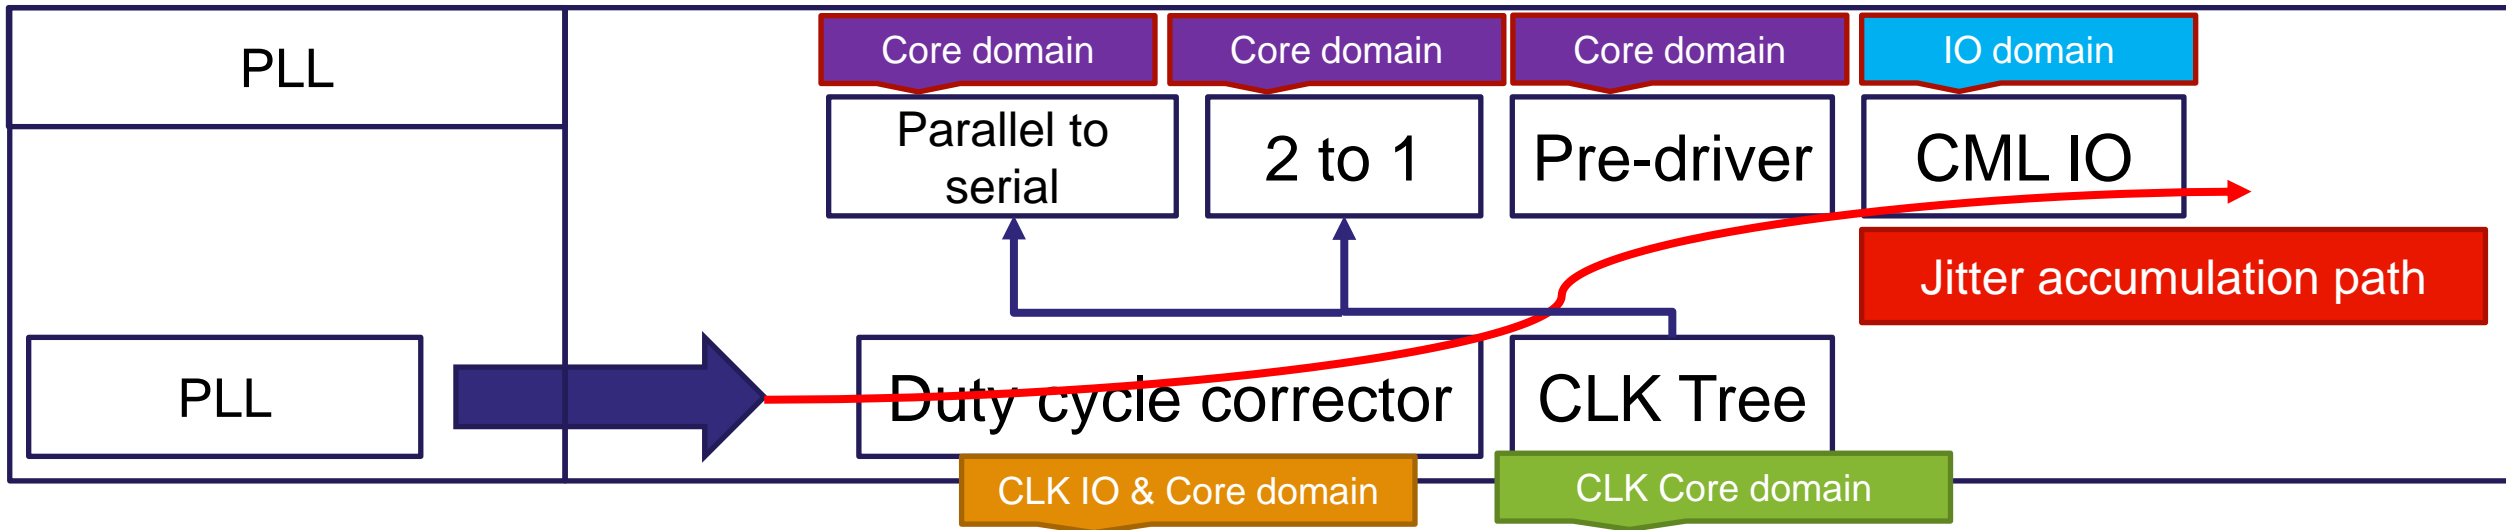 PLL
Core domain
Core domain
Core domain
IO domain
Parallel to
serial
2 to 1
Pre-driver
CML IO
Jitter accumulation path
PLL
Duty cycle corrector
CLK Tree
CLK IO & Core domain
CLK Core domain